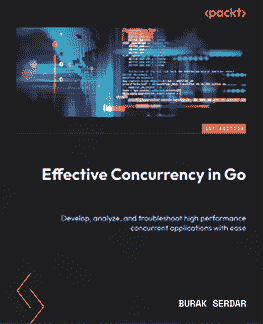 <packt>
1ST EDITION
Effective Concurrency in Go
Develop, analyze, and troubleshoot high performance
concurrent applications with ease
BURAK SERDAR